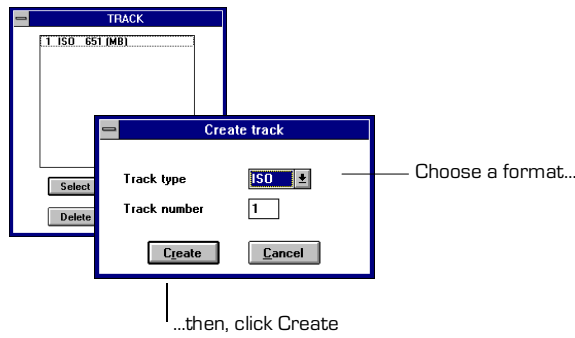 TRACK
1 ISO 651 (MB)
Select
Delete
Create track
Track type ISO
Track number 1
Create Cancel
Choose a format...
...then, click Create